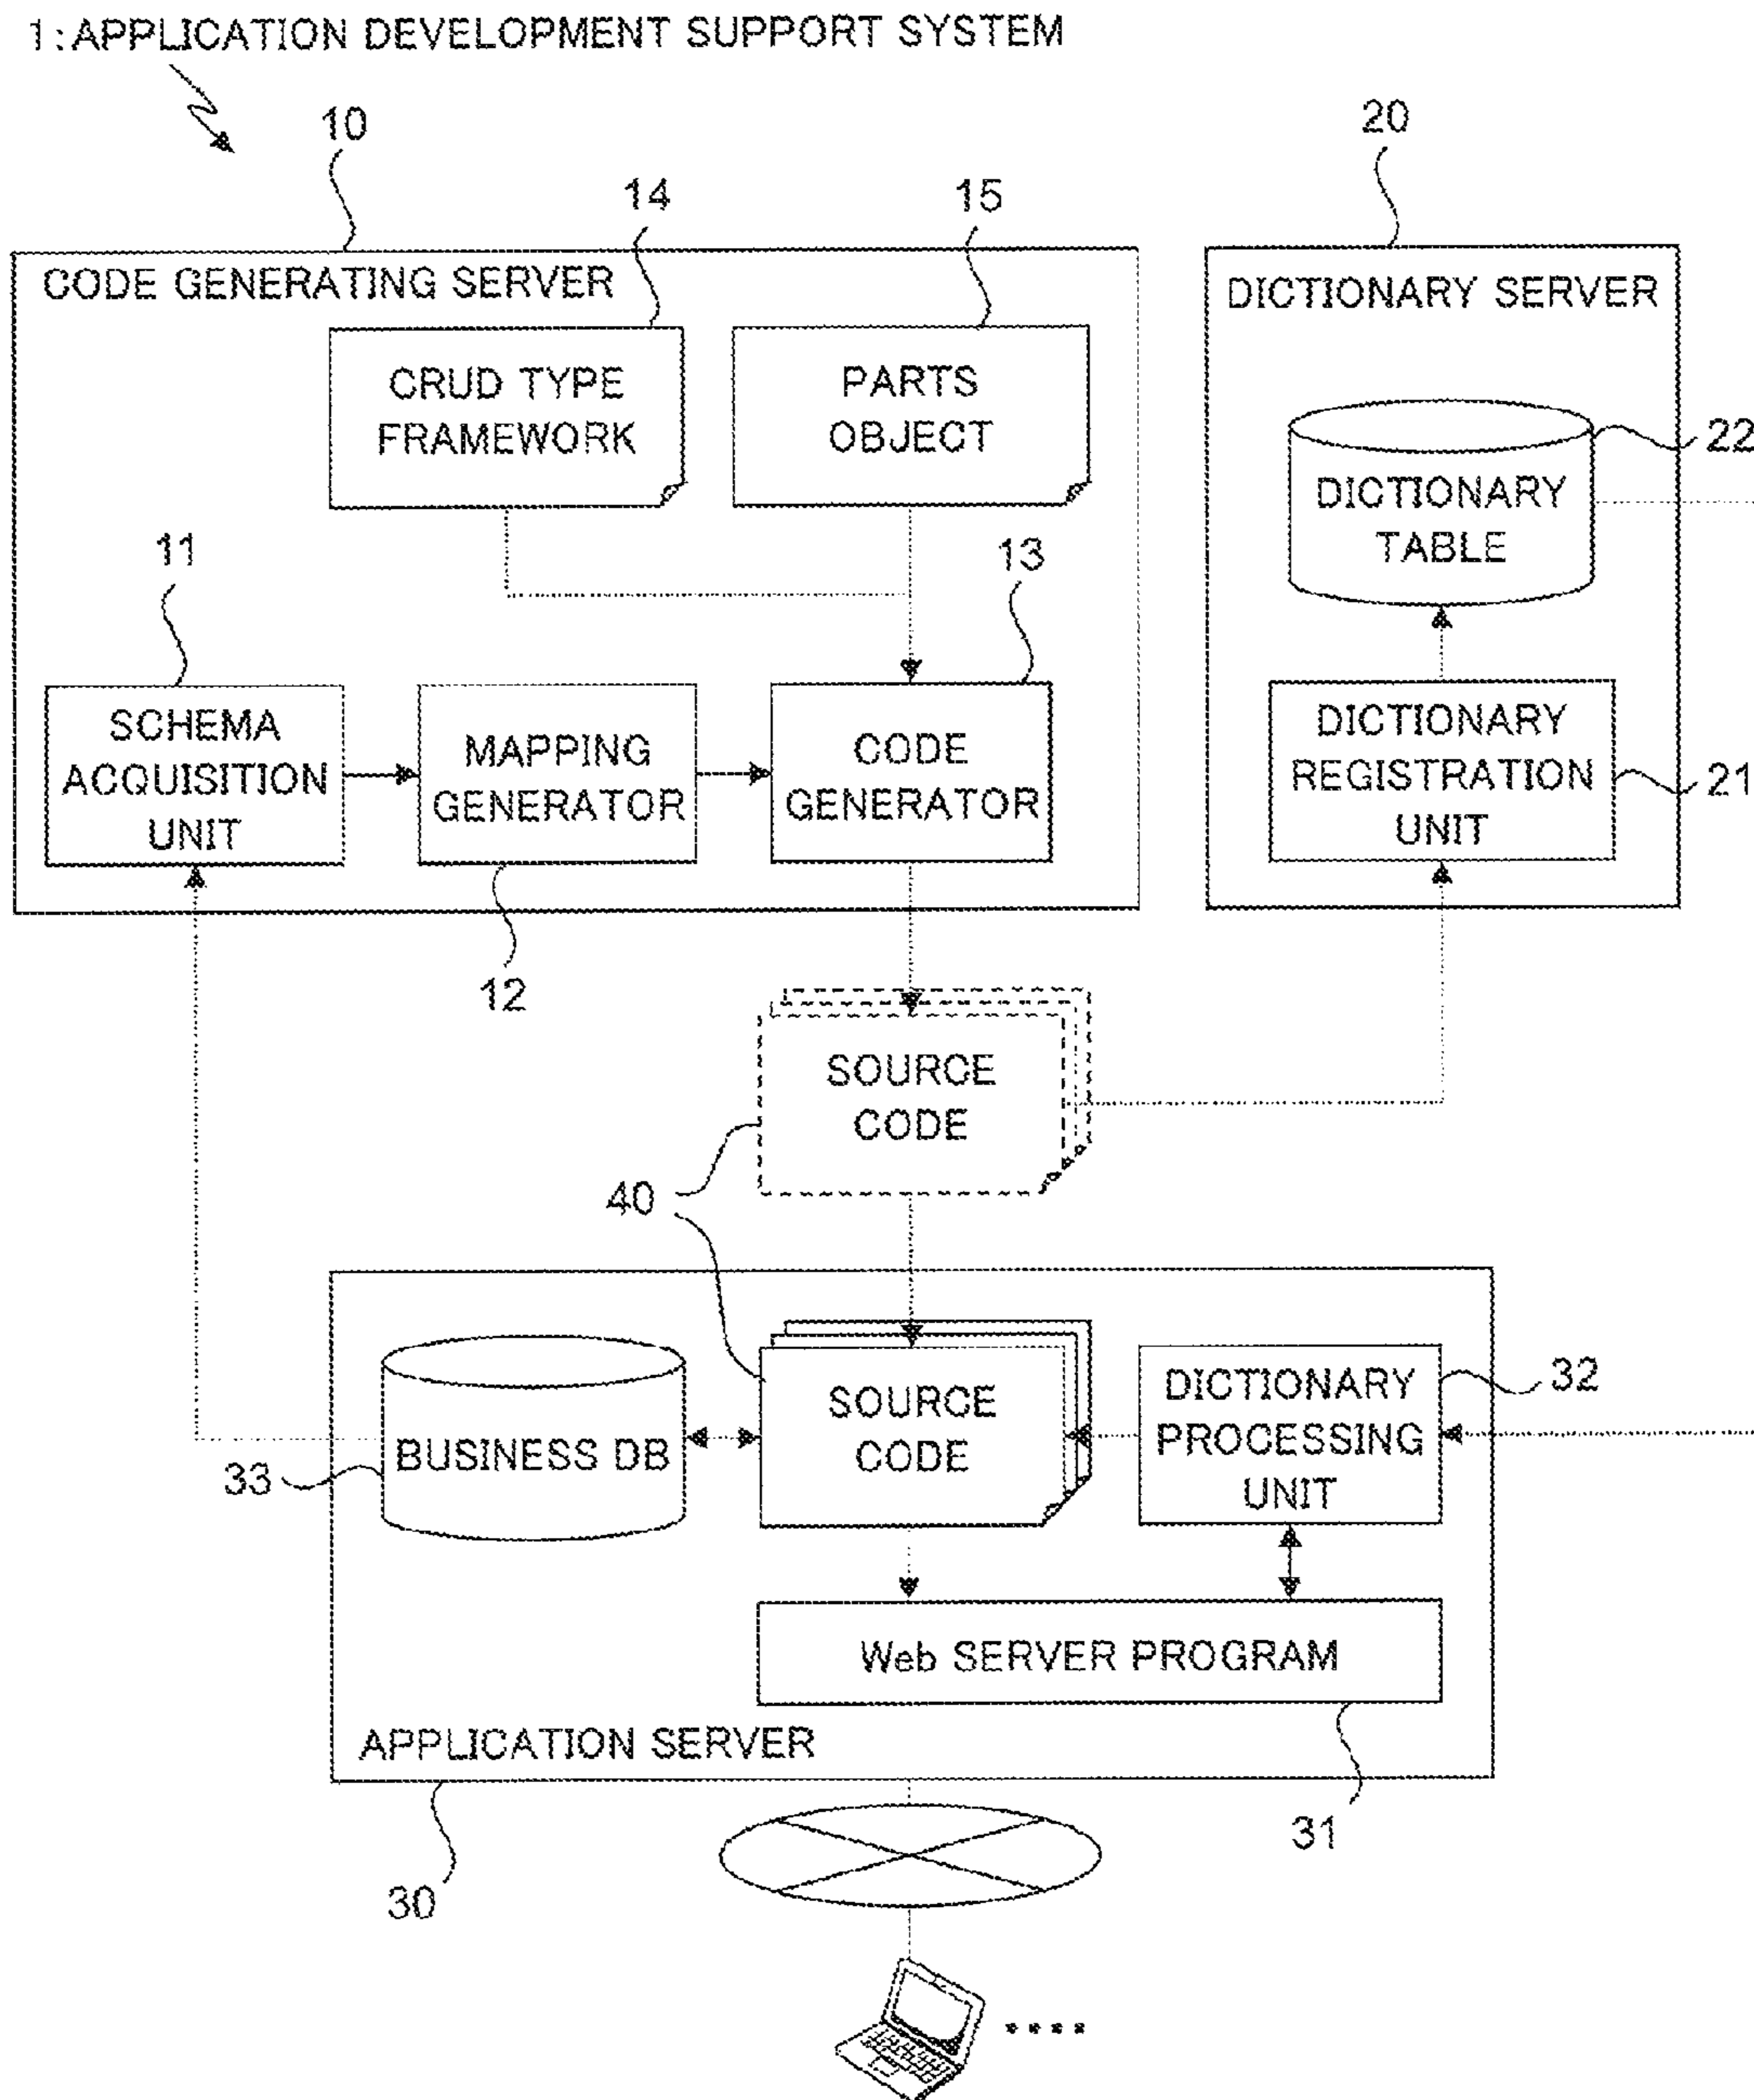 1:APPLICATION DEVELOPMENT SUPPORT SYSTEM
10
20
14
15
CODE GENERATING SERVER
DICTIONARY SERVER
CRUD TYPE
FRAMEWORK
PARTS
OBJECT
22
DICTIONARY
TABLE
11
13
SCHEMA
ACQUISITION
UNIT
MAPPING
GENERATOR
CODE
GENERATOR
DICTIONARY
REGISTRATION
UNIT
21
12
SOURCE
CODE
40
BUSINESS DB
33
SOURCE
CODE
DICTIONARY
PROCESSING
UNIT
32
Web SERVER PROGRAM
APPLICATION SERVER
31
30